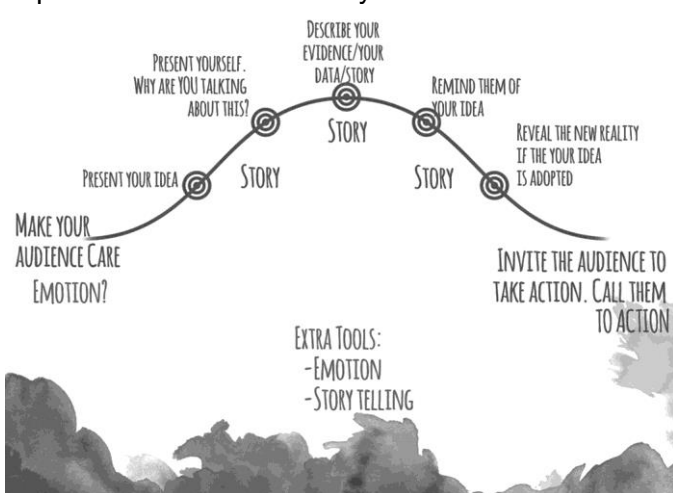 MAKE YOUR
AUDIENCE CARE
EMOTION?
PRESENT YOUR IDEA
PRESENT YOURSELF.
WHY ARE YOU TALKING
ABOUT THIS?
STORY
DESCRIBE YOUR
EVIDENCE/YOUR
DATA/STORY
STORY
REMIND THEM OF
YOUR IDEA
STORY
REVEAL THE NEW REALITY
IF THE YOUR IDEA
IS ADOPTED
INVITE THE AUDIENCE TO
TAKE ACTION. CALL THEM
TO ACTION
EXTRA TOOLS:
-EMOTION
-STORY TELLING